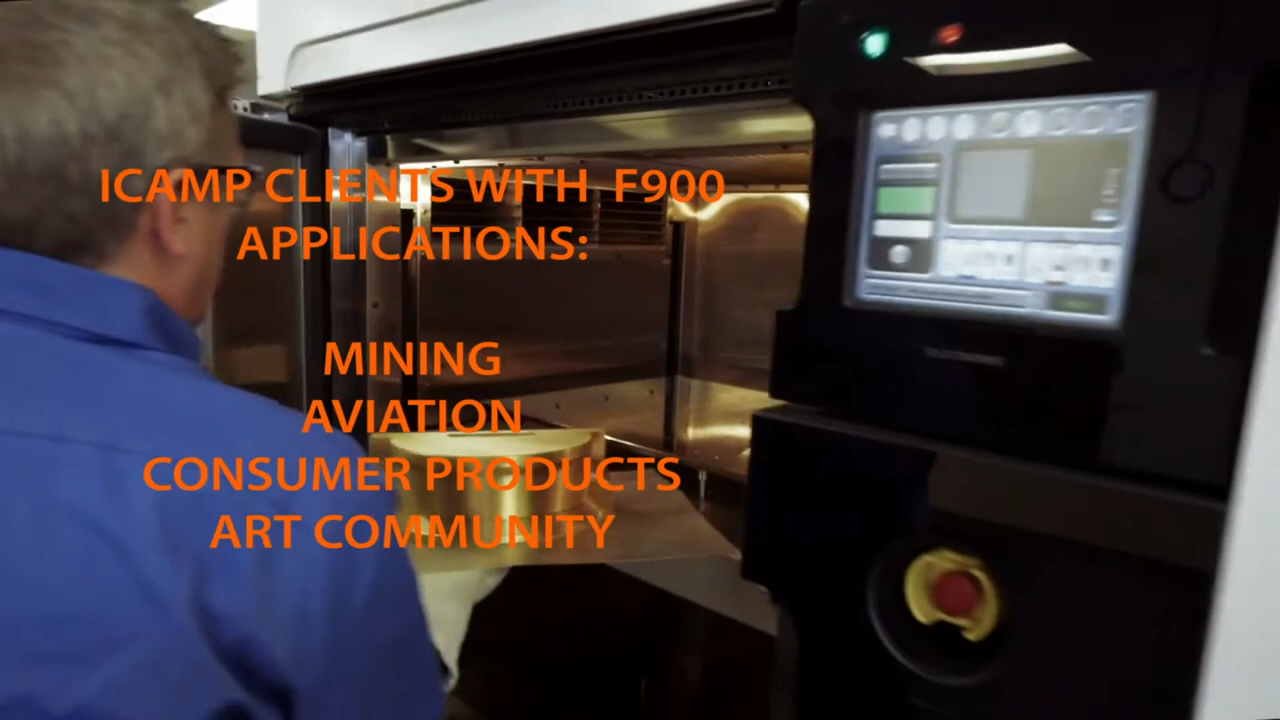 ICAMP CLIENTS WITH F900
APPLICATIONS:
MINING
AVIATION
CONSUMER PRODUCTS
ART COMMUNITY